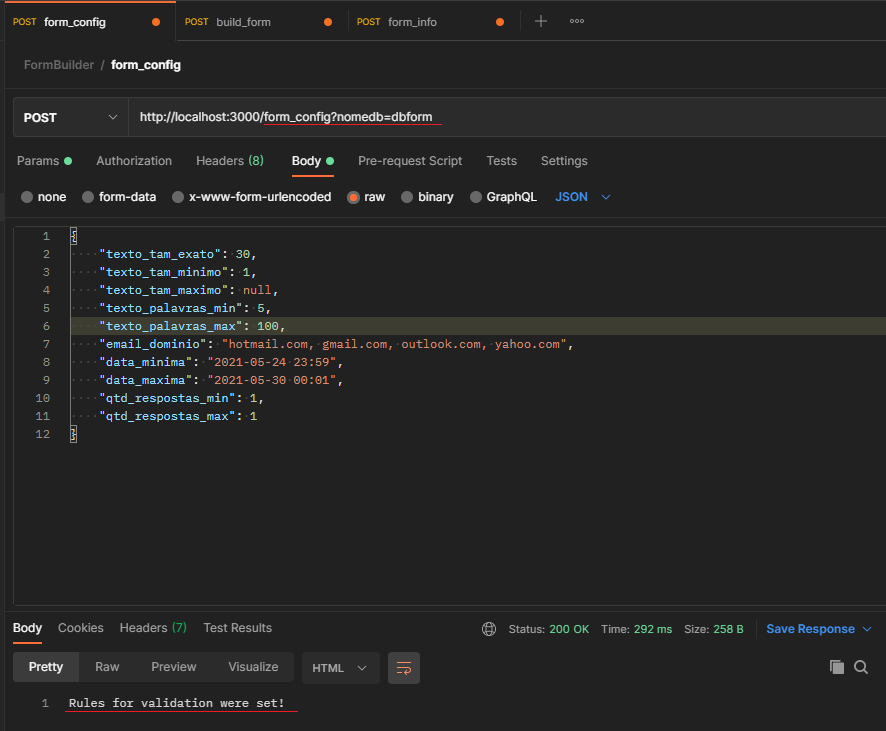 POST form_config POST build_form POST form_info
FormBuilder / form_config
POST http://localhost:3000/form_config?nomedb=dbform
Params Authorization Headers (8) Body Pre-request Script Tests Settings
none form-data x-www-form-urlencoded raw binary GraphQL JSON
1 {
2 "texto_tam_exato": 30,
3 "texto_tam_minimo": 1,
4 "texto_tam_maximo": null,
5 "texto_palavras_min": 5,
6 "texto_palavras_max": 100,
7 "email_dominio": "hotmail.com, gmail.com, outlook.com, yahoo.com",
8 "data_minima": "2021-05-24 23:59",
9 "data_maxima": "2021-05-30 00:01",
10 "qtd_respostas_min": 1,
11 "qtd_respostas_max": 1
12 }
Body Cookies Headers (7) Test Results Status: 200 OK Time: 292 ms Size: 258 B Save Response
Pretty Raw Preview Visualize HTML
1 Rules for validation were set!